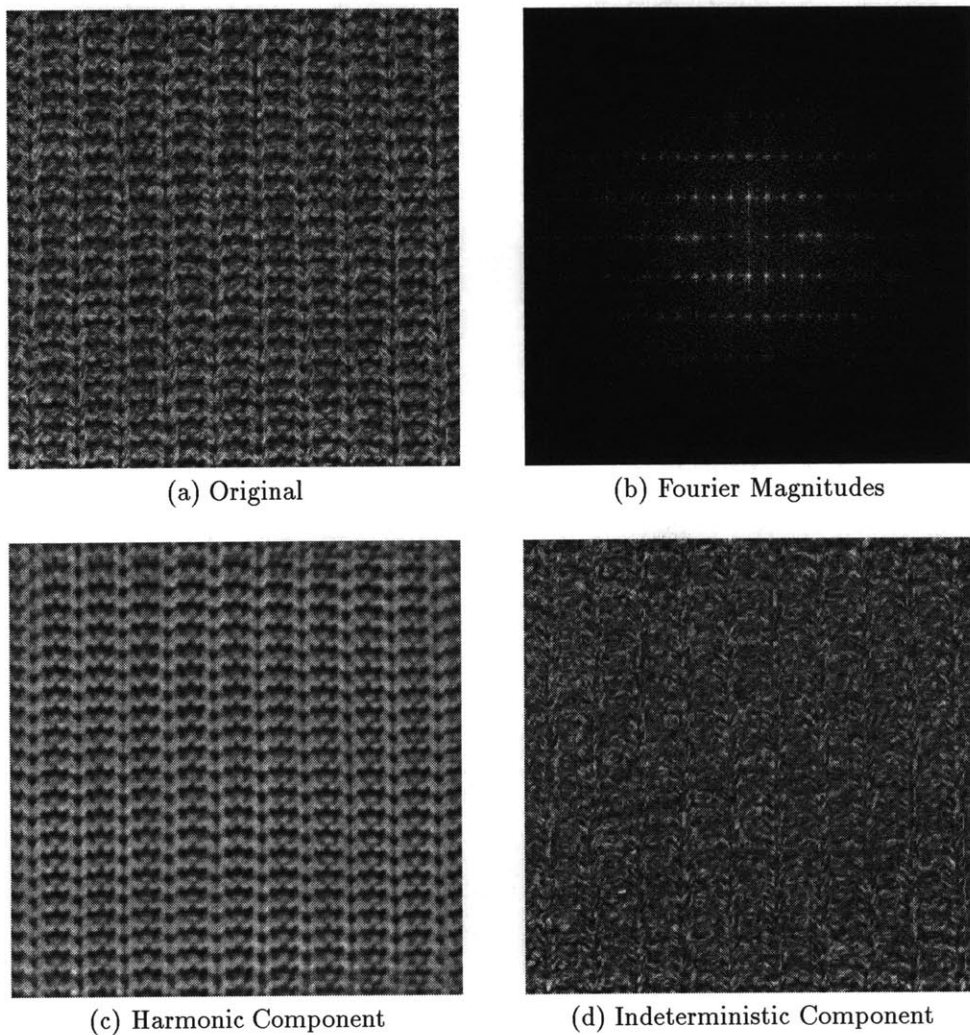 (a) Original
(b) Fourier Magnitudes
(c) Harmonic Component
(d) Indeterministic Component